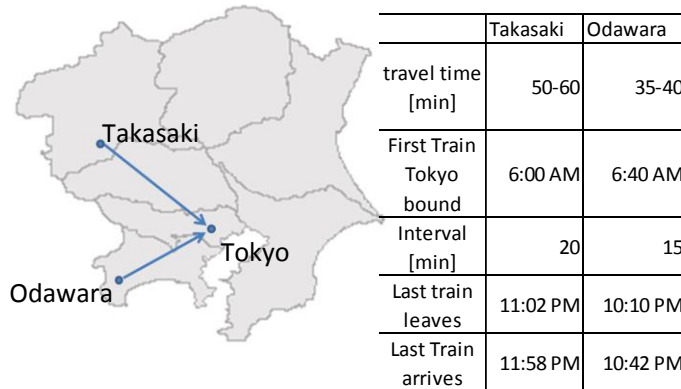 Takasaki
Tokyo
Odawara
Takasaki Odawara
travel time
[min] 50-60 35-40
First Train
Tokyo
bound 6:00 AM 6:40 AM
Interval
[min] 20 15
Last train
leaves 11:02 PM 10:10 PM
Last Train
arrives 11:58 PM 10:42 PM